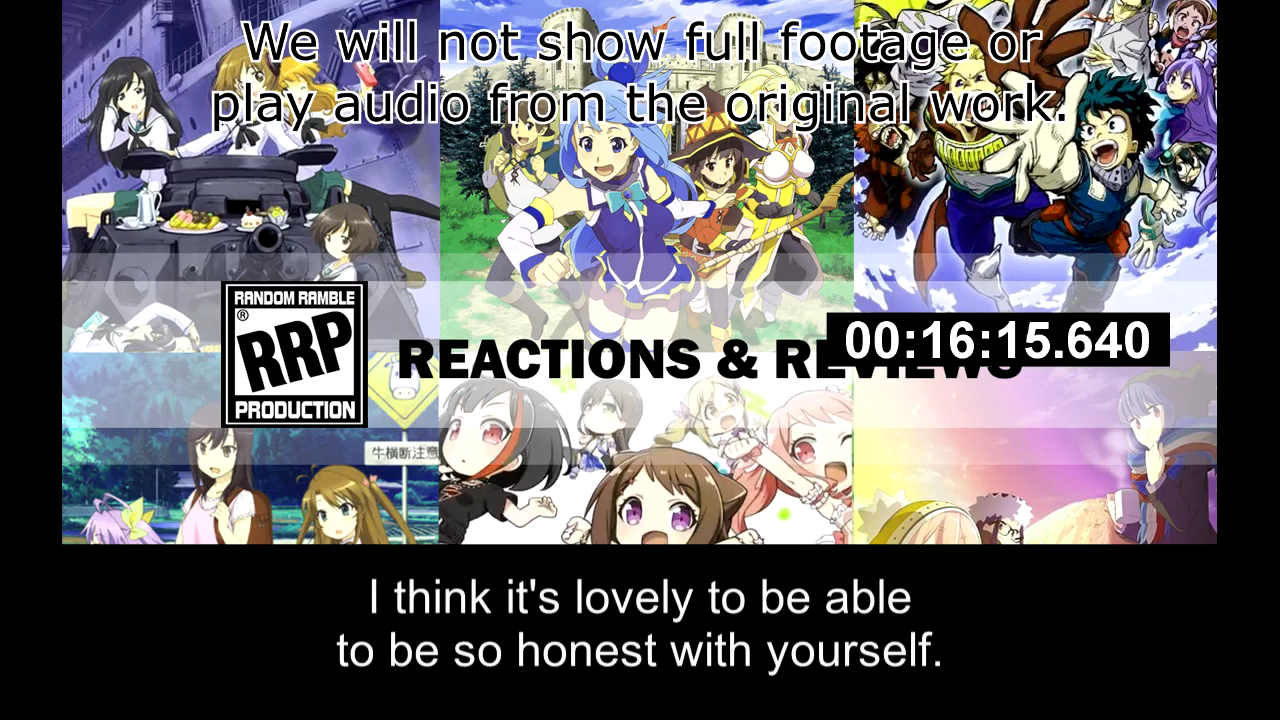 We will not show full footage or
play audio from the original work.
RANDOM RAMBLE
®
RRP
PRODUCTION
REACTIONS & REVIEWS
00:16:15.640
牛横断注意
I think it's lovely to be able
to be so honest with yourself.